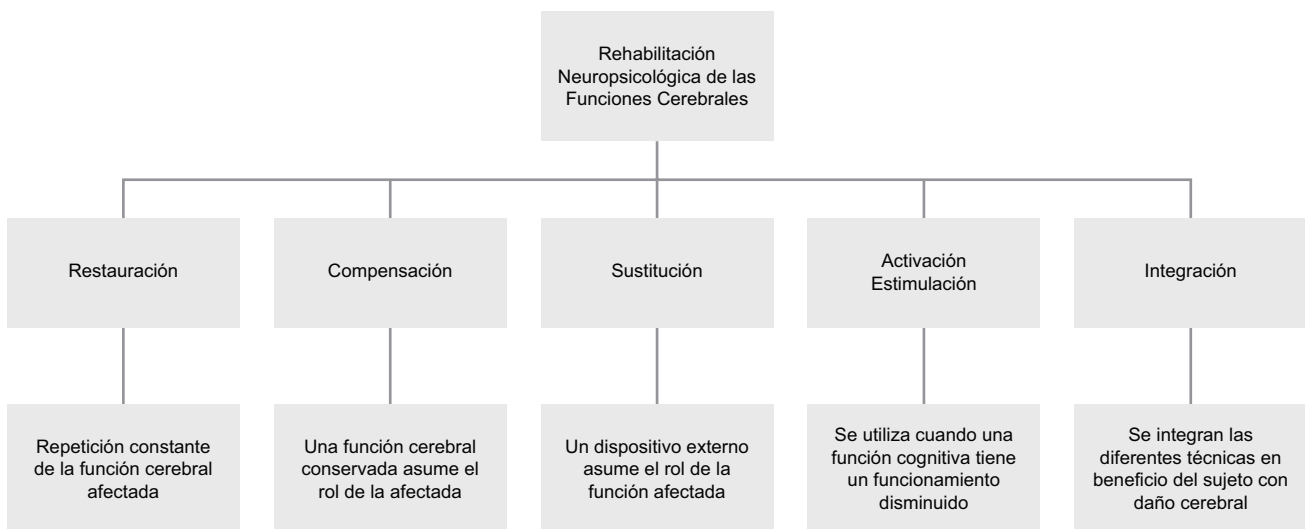 Rehabilitación
Neuropsicológica de las
Funciones Cerebrales
Restauración
Compensación
Sustitución
Activación
Estimulación
Integración
Repetición constante
de la función cerebral
afectada
Una función cerebral
conservada asume el
rol de la afectada
Un dispositivo externo
asume el rol de la
función afectada
Se utiliza cuando una
función cognitiva tiene
un funcionamiento
disminuido
Se integran las
diferentes técnicas en
beneficio del sujeto con
daño cerebral